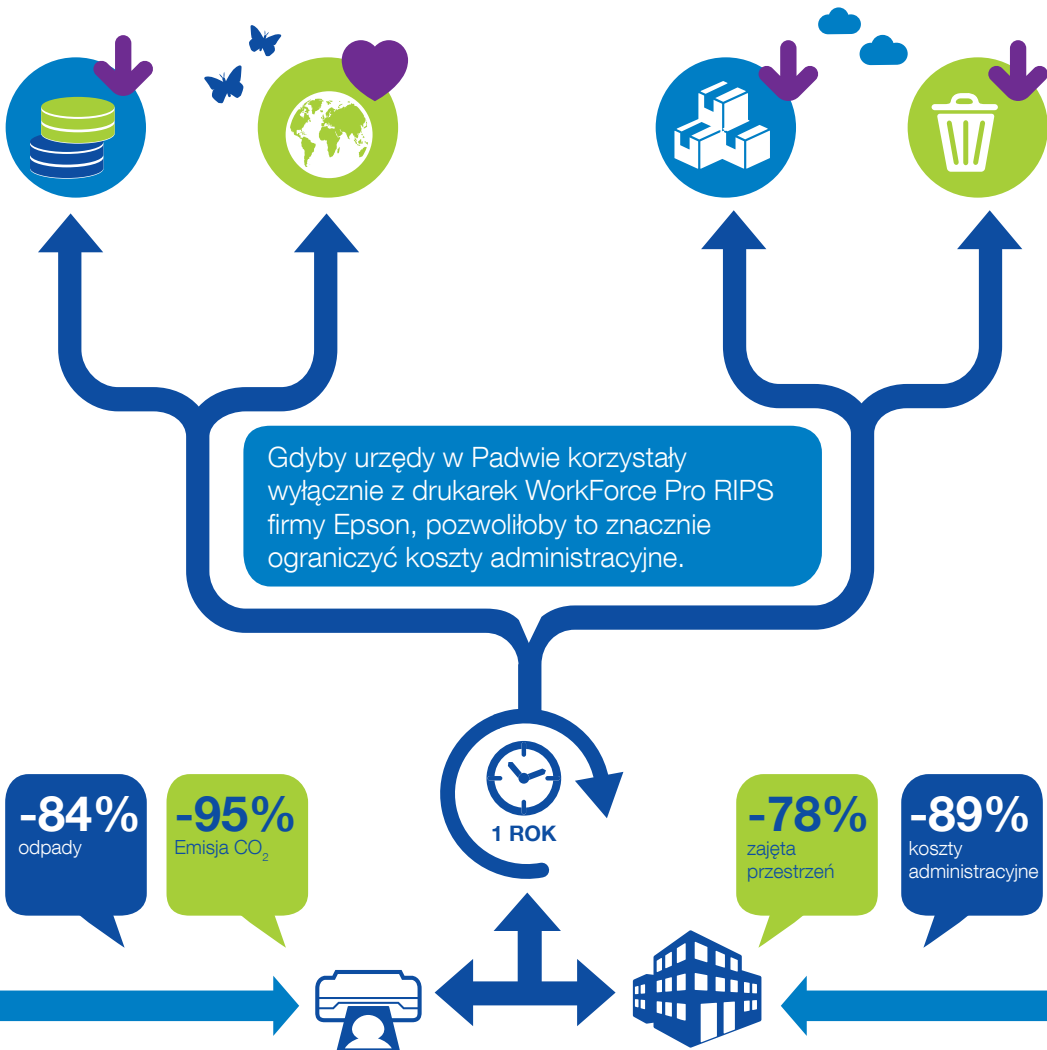 Gdyby urzędy w Padwie korzystały
wyłącznie z drukarek WorkForce Pro RIPS
firmy Epson, pozwoliłoby to znacznie
ograniczyć koszty administracyjne.
1 ROK
-84%
odpady
-95%
Emisja CO₂
-78%
zajęta
przestrzeń
-89%
koszty
administracyjne